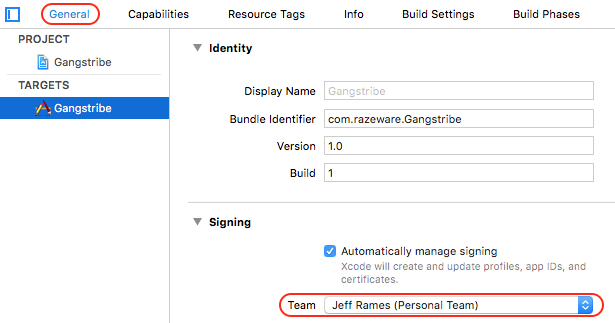 General Capabilities Resource Tags Info Build Settings Build Phases
PROJECT
Gangstribe
TARGETS
Gangstribe
Identity
Display Name Gangstribe
Bundle Identifier com.razeware.Gangstribe
Version 1.0
Build 1
Signing
Automatically manage signing
Xcode will create and update profiles, app IDs, and
certificates.
Team Jeff Rames (Personal Team)